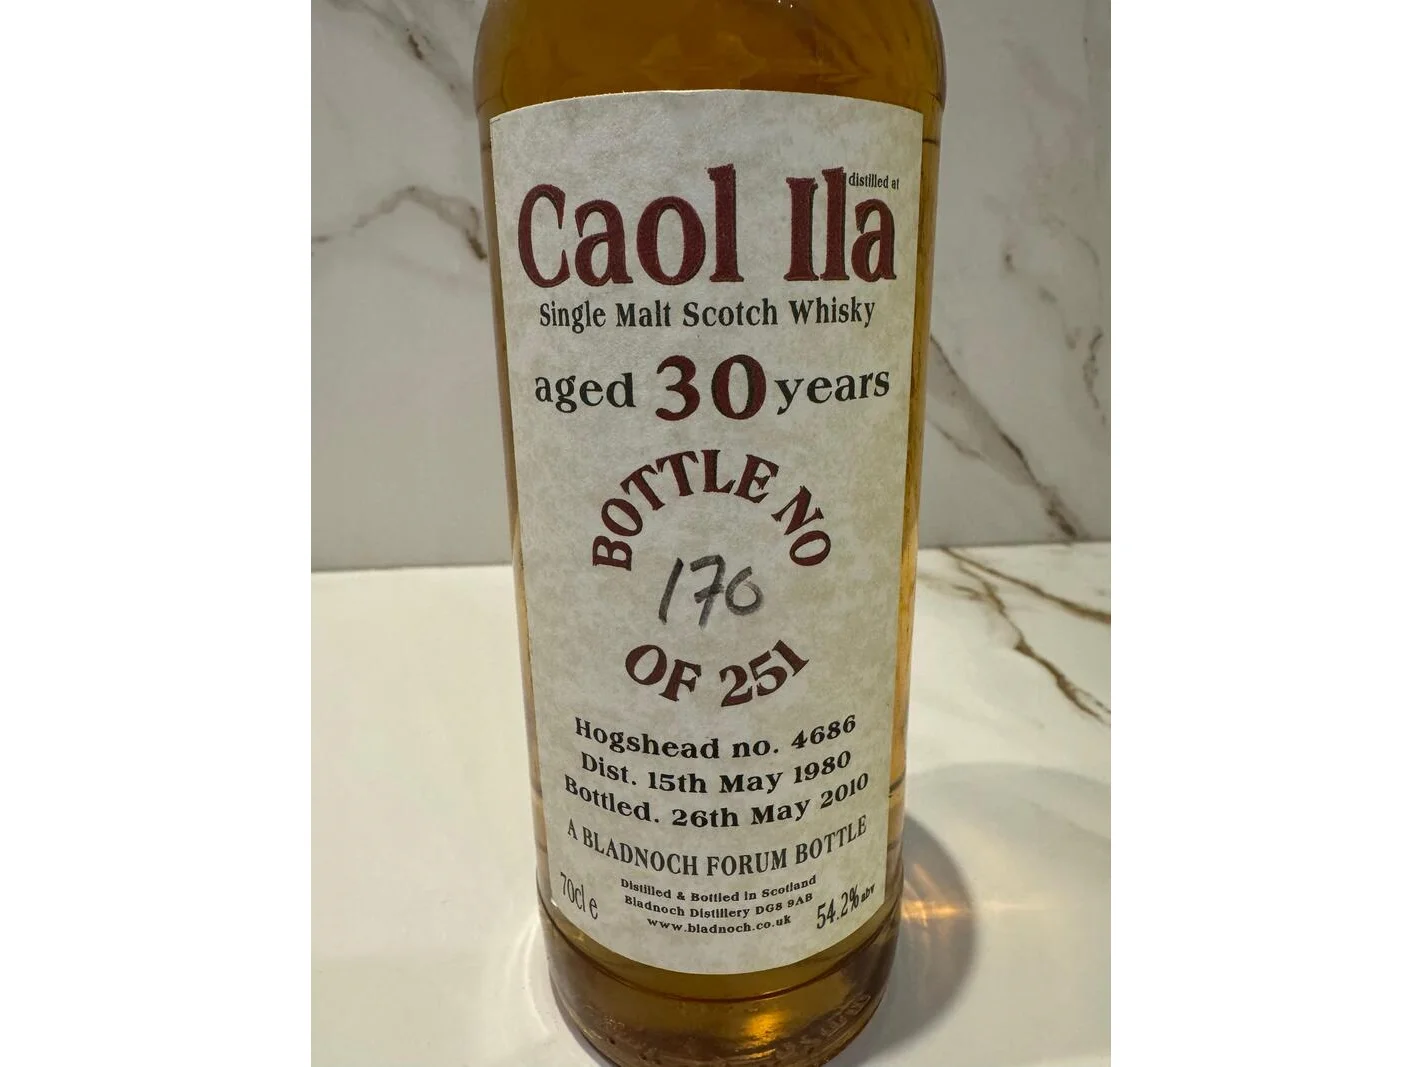 distilled at
Caol Ila
Single Malt Scotch Whisky
aged 30 years
BOTTLE NO
176
OF 251
Hogshead no. 4686
Dist. 15th May 1980
Bottled. 26th May 2010
A BLADNOCH FORUM BOTTLE
Distilled & Bottled in Scotland
Bladnoch Distillery DG8 9AB
www.bladnoch.co.uk
70cl e
54.2% abv